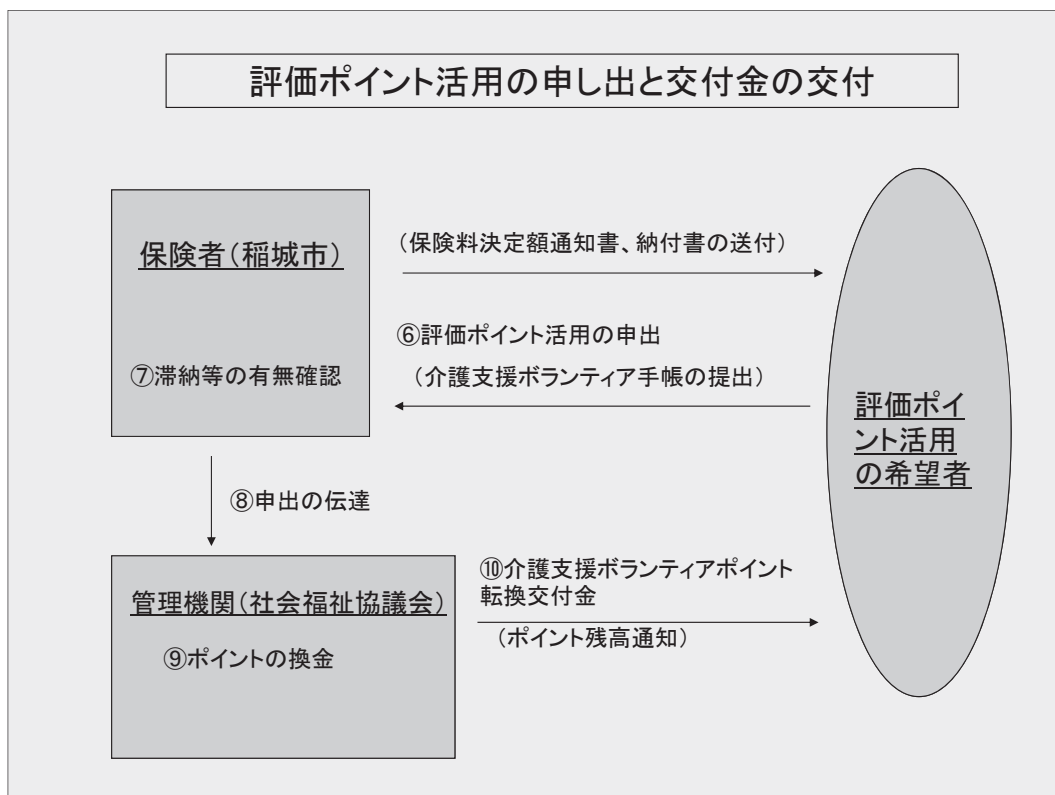 評価ポイント活用の申し出と交付金の交付
保険者（稲城市）
（保険料決定額通知書、納付書の送付）
⑥評価ポイント活用の申出
（介護支援ボランティア手帳の提出）
⑦滞納等の有無確認
評価ポイ
ント活用
の希望者
⑧申出の伝達
管理機関（社会福祉協議会）
⑨ポイントの換金
⑩介護支援ボランティアポイント
転換交付金
（ポイント残高通知）